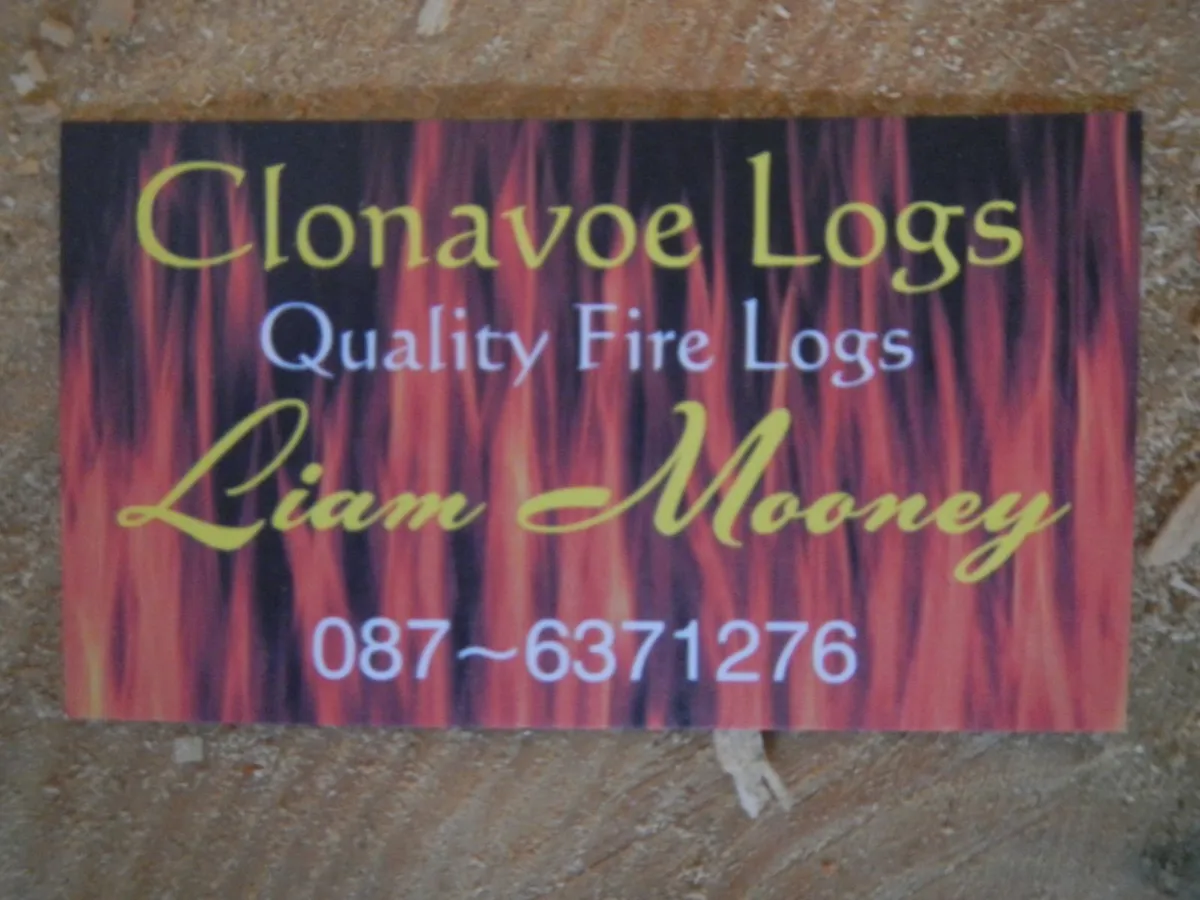 Clonavoe Logs
Quality Fire Logs
Liam Mooney
087~6371276